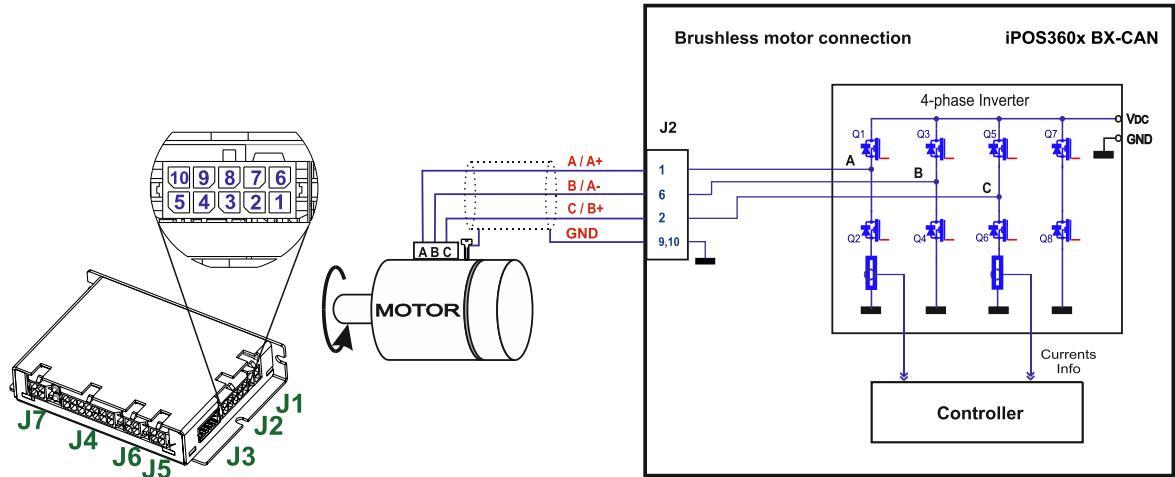 Brushless motor connection
iPOS360x BX-CAN
4-phase Inverter
Q1
Q3
Q5
Q7
VDC
GND
J2
A / A+
1
A
B / A-
6
B
C / B+
2
C
GND
9,10
Q2
Q4
Q6
Q8
10 9 8 7 6
5 4 3 2 1
A B C
MOTOR
Currents
Info
Controller
J1
J2
J3
J7
J4
J6
J5